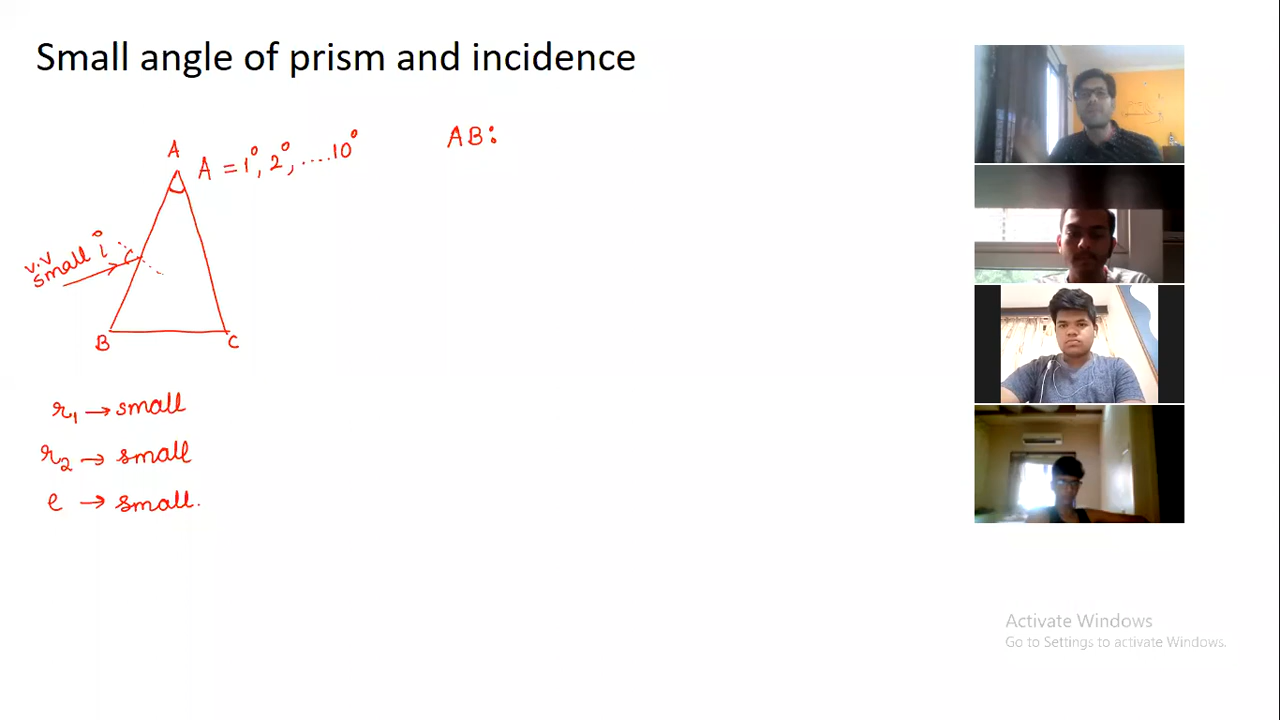 Small angle of prism and incidence
A
A = 1°, 2°, ....10°
AB:
v.v
small i
B
C
r₁ → small
r₂ → small
e → small.
Activate Windows
Go to Settings to activate Windows.